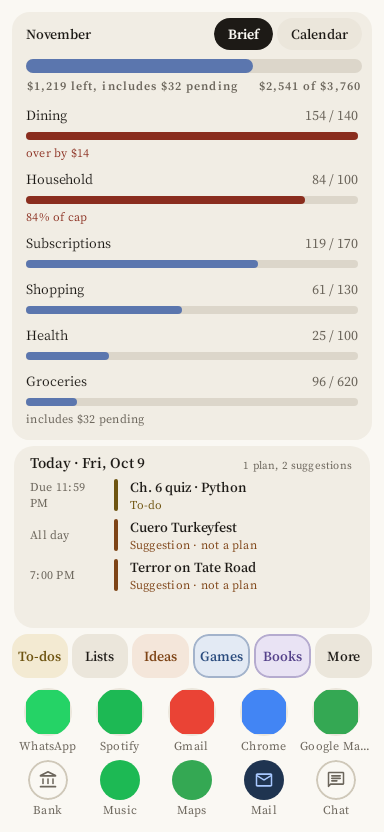 November
Brief
Calendar
$1,219 left, includes $32 pending
$2,541 of $3,760
Dining
154 / 140
over by $14
Household
84 / 100
84% of cap
Subscriptions
119 / 170
Shopping
61 / 130
Health
25 / 100
Groceries
96 / 620
includes $32 pending
Today · Fri, Oct 9
1 plan, 2 suggestions
Due 11:59
PM
Ch. 6 quiz · Python
To-do
All day
Cuero Turkeyfest
Suggestion · not a plan
7:00 PM
Terror on Tate Road
Suggestion · not a plan
To-dos
Lists
Ideas
Games
Books
More
WhatsApp
Spotify
Gmail
Chrome
Google Ma...
Bank
Music
Maps
Mail
Chat